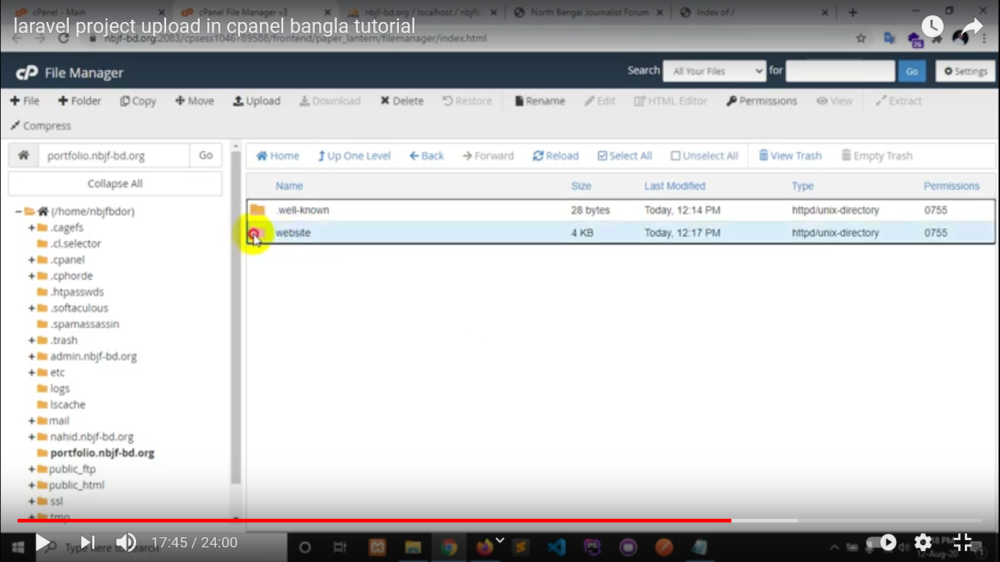 cPanel - Main
cPanel File Manager v3
nbjf-bd.org / localhost / nbjfb
North Bengal Journalist Forum
Index of /
laravel project upload in cpanel bangla tutorial
nbjf-bd.org:2083/cpsess1046789588/frontend/paper_lantern/filemanager/index.html
26
cP File Manager
Search All Your Files for Go Settings
File Folder Copy Move Upload Download Delete Restore Rename Edit HTML Editor Permissions View Extract
Compress
portfolio.nbjf-bd.org Go
Collapse All
(/home/nbjfbdor)
.cagefs
.cl.selector
.cpanel
.cphorde
.htpasswds
.softaculous
.spamassassin
.trash
admin.nbjf-bd.org
etc
logs
lscache
mail
nahid.nbjf-bd.org
portfolio.nbjf-bd.org
public_ftp
public_html
ssl
tmp
Home Up One Level Back Forward Reload Select All Unselect All View Trash Empty Trash
Name Size Last Modified Type Permissions
.well-known 28 bytes Today, 12:14 PM httpd/unix-directory 0755
website 4 KB Today, 12:17 PM httpd/unix-directory 0755
17:45 / 24:00
Type here to search
PS
18 PM
12-Aug-20
1